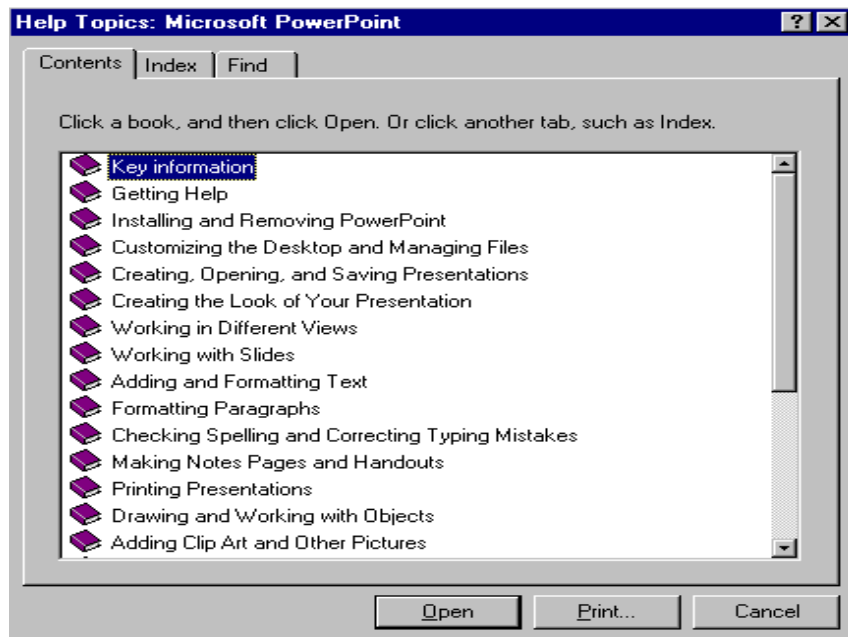 Help Topics: Microsoft PowerPoint
Contents Index Find
Click a book, and then click Open. Or click another tab, such as Index.
Key information
Getting Help
Installing and Removing PowerPoint
Customizing the Desktop and Managing Files
Creating, Opening, and Saving Presentations
Creating the Look of Your Presentation
Working in Different Views
Working with Slides
Adding and Formatting Text
Formatting Paragraphs
Checking Spelling and Correcting Typing Mistakes
Making Notes Pages and Handouts
Printing Presentations
Drawing and Working with Objects
Adding Clip Art and Other Pictures
Open Print... Cancel